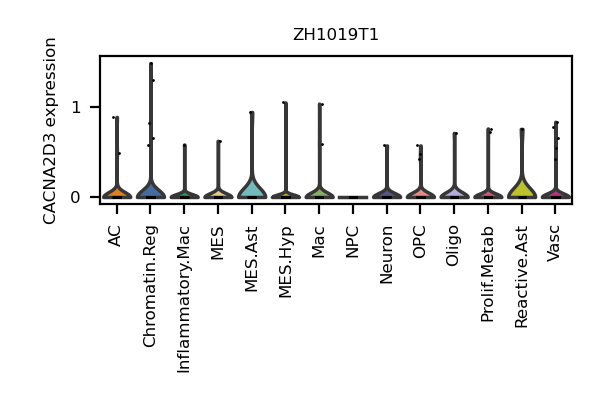 ZH1019T1
CACNA2D3 expression
1
0
AC
Chromatin.Reg
Inflammatory.Mac
MES
MES.Ast
MES.Hyp
Mac
NPC
Neuron
OPC
Oligo
Prolif.Metab
Reactive.Ast
Vasc